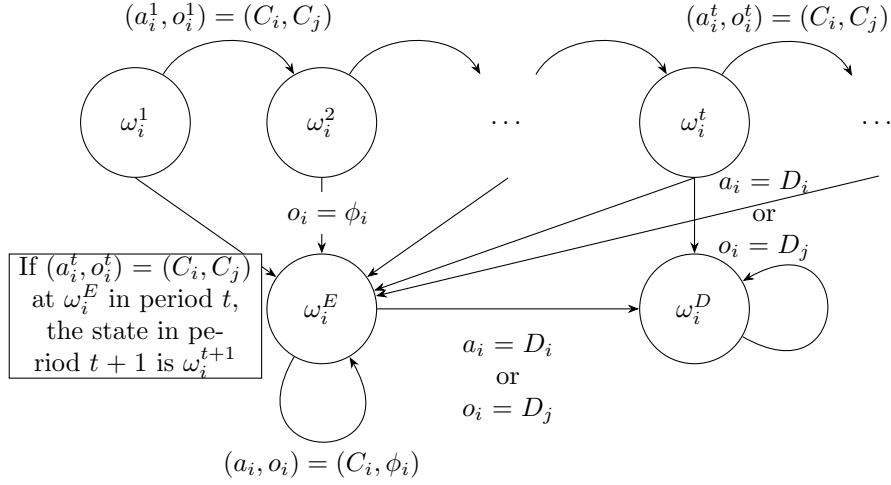 (a_i^1, o_i^1) = (C_i, C_j)
(a_i^t, o_i^t) = (C_i, C_j)
ω_i^1
ω_i^2
...
ω_i^t
...
a_i = D_i
or
o_i = D_j
o_i = ϕ_i
If (a_i^t, o_i^t) = (C_i, C_j)
at ω_i^E in period t,
the state in pe-
riod t + 1 is ω_i^{t+1}
ω_i^E
ω_i^D
a_i = D_i
or
o_i = D_j
(a_i, o_i) = (C_i, ϕ_i)